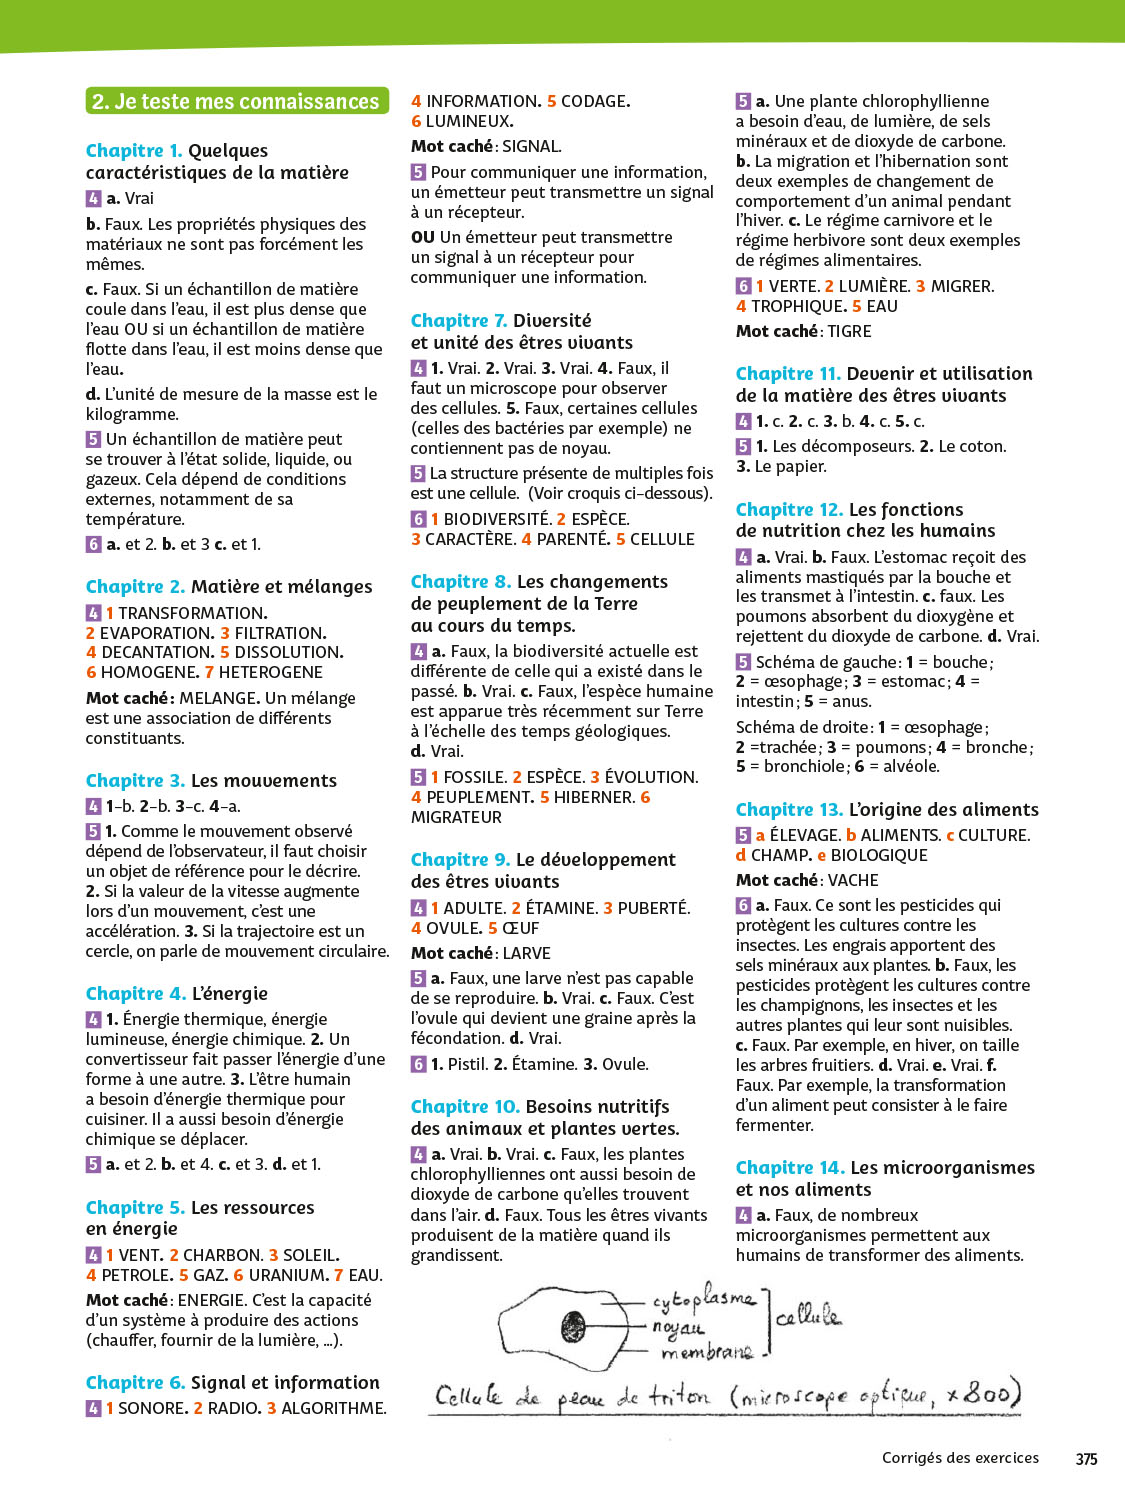 2. Je teste mes connaissances
Chapitre 1. Quelques
caractéristiques de la matière
4 a. Vrai
b. Faux. Les propriétés physiques des
matériaux ne sont pas forcément les
mêmes.
c. Faux. Si un échantillon de matière
coule dans l'eau, il est plus dense que
l'eau OU si un échantillon de matière
flotte dans l'eau, il est moins dense que
l'eau.
d. L'unité de mesure de la masse est le
kilogramme.
5 Un échantillon de matière peut
se trouver à l'état solide, liquide, ou
gazeux. Cela dépend de conditions
externes, notamment de sa
température.
6 a. et 2. b. et 3 c. et 1.
Chapitre 2. Matière et mélanges
4 1 TRANSFORMATION.
2 EVAPORATION. 3 FILTRATION.
4 DECANTATION. 5 DISSOLUTION.
6 HOMOGENE. 7 HETEROGENE
Mot caché : MELANGE. Un mélange
est une association de différents
constituants.
Chapitre 3. Les mouvements
4 1-b. 2-b. 3-c. 4-a.
5 1. Comme le mouvement observé
dépend de l'observateur, il faut choisir
un objet de référence pour le décrire.
2. Si la valeur de la vitesse augmente
lors d'un mouvement, c'est une
accélération. 3. Si la trajectoire est un
cercle, on parle de mouvement circulaire.
Chapitre 4. L'énergie
4 1. Énergie thermique, énergie
lumineuse, énergie chimique. 2. Un
convertisseur fait passer l'énergie d'une
forme à une autre. 3. L'être humain
a besoin d'énergie thermique pour
cuisiner. Il a aussi besoin d'énergie
chimique se déplacer.
5 a. et 2. b. et 4. c. et 3. d. et 1.
Chapitre 5. Les ressources
en énergie
4 1 VENT. 2 CHARBON. 3 SOLEIL.
4 PETROLE. 5 GAZ. 6 URANIUM. 7 EAU.
Mot caché : ENERGIE. C'est la capacité
d'un système à produire des actions
(chauffer, fournir de la lumière, ...).
Chapitre 6. Signal et information
4 1 SONORE. 2 RADIO. 3 ALGORITHME.
4 INFORMATION. 5 CODAGE.
6 LUMINEUX.
Mot caché : SIGNAL.
5 Pour communiquer une information,
un émetteur peut transmettre un signal
à un récepteur.
OU Un émetteur peut transmettre
un signal à un récepteur pour
communiquer une information.
Chapitre 7. Diversité
et unité des êtres vivants
4 1. Vrai. 2. Vrai. 3. Vrai. 4. Faux, il
faut un microscope pour observer
des cellules. 5. Faux, certaines cellules
(celles des bactéries par exemple) ne
contiennent pas de noyau.
5 La structure présente de multiples fois
est une cellule. (Voir croquis ci-dessous).
6 1 BIODIVERSITÉ. 2 ESPÈCE.
3 CARACTÈRE. 4 PARENTÉ. 5 CELLULE
Chapitre 8. Les changements
de peuplement de la Terre
au cours du temps.
4 a. Faux, la biodiversité actuelle est
différente de celle qui a existé dans le
passé. b. Vrai. c. Faux, l'espèce humaine
est apparue très récemment sur Terre
à l'échelle des temps géologiques.
d. Vrai.
5 1 FOSSILE. 2 ESPÈCE. 3 ÉVOLUTION.
4 PEUPLEMENT. 5 HIBERNER. 6
MIGRATEUR
Chapitre 9. Le développement
des êtres vivants
4 1 ADULTE. 2 ÉTAMINE. 3 PUBERTÉ.
4 OVULE. 5 ŒUF
Mot caché : LARVE
5 a. Faux, une larve n'est pas capable
de se reproduire. b. Vrai. c. Faux. C'est
l'ovule qui devient une graine après la
fécondation. d. Vrai.
6 1. Pistil. 2. Étamine. 3. Ovule.
Chapitre 10. Besoins nutritifs
des animaux et plantes vertes.
4 a. Vrai. b. Vrai. c. Faux, les plantes
chlorophylliennes ont aussi besoin de
dioxyde de carbone qu'elles trouvent
dans l'air. d. Faux. Tous les êtres vivants
produisent de la matière quand ils
grandissent.
5 a. Une plante chlorophyllienne
a besoin d'eau, de lumière, de sels
minéraux et de dioxyde de carbone.
b. La migration et l'hibernation sont
deux exemples de changement de
comportement d'un animal pendant
l'hiver. c. Le régime carnivore et le
régime herbivore sont deux exemples
de régimes alimentaires.
6 1 VERTE. 2 LUMIÈRE. 3 MIGRER.
4 TROPHIQUE. 5 EAU
Mot caché : TIGRE
Chapitre 11. Devenir et utilisation
de la matière des êtres vivants
4 1. c. 2. c. 3. b. 4. c. 5. c.
5 1. Les décomposeurs. 2. Le coton.
3. Le papier.
Chapitre 12. Les fonctions
de nutrition chez les humains
4 a. Vrai. b. Faux. L'estomac reçoit des
aliments mastiqués par la bouche et
les transmet à l'intestin. c. faux. Les
poumons absorbent du dioxygène et
rejettent du dioxyde de carbone. d. Vrai.
5 Schéma de gauche : 1 = bouche ;
2 = œsophage ; 3 = estomac ; 4 =
intestin ; 5 = anus.
Schéma de droite : 1 = œsophage ;
2 =trachée ; 3 = poumons ; 4 = bronche ;
5 = bronchiole ; 6 = alvéole.
Chapitre 13. L'origine des aliments
5 a ÉLEVAGE. b ALIMENTS. c CULTURE.
d CHAMP. e BIOLOGIQUE
Mot caché : VACHE
6 a. Faux. Ce sont les pesticides qui
protègent les cultures contre les
insectes. Les engrais apportent des
sels minéraux aux plantes. b. Faux, les
pesticides protègent les cultures contre
les champignons, les insectes et les
autres plantes qui leur sont nuisibles.
c. Faux. Par exemple, en hiver, on taille
les arbres fruitiers. d. Vrai. e. Vrai. f.
Faux. Par exemple, la transformation
d'un aliment peut consister à le faire
fermenter.
Chapitre 14. Les microorganismes
et nos aliments
4 a. Faux, de nombreux
microorganismes permettent aux
humains de transformer des aliments.
cytoplasme
noyau
membrane
cellule
Cellule de peau de triton (microscope optique, x800)
Corrigés des exercices 375